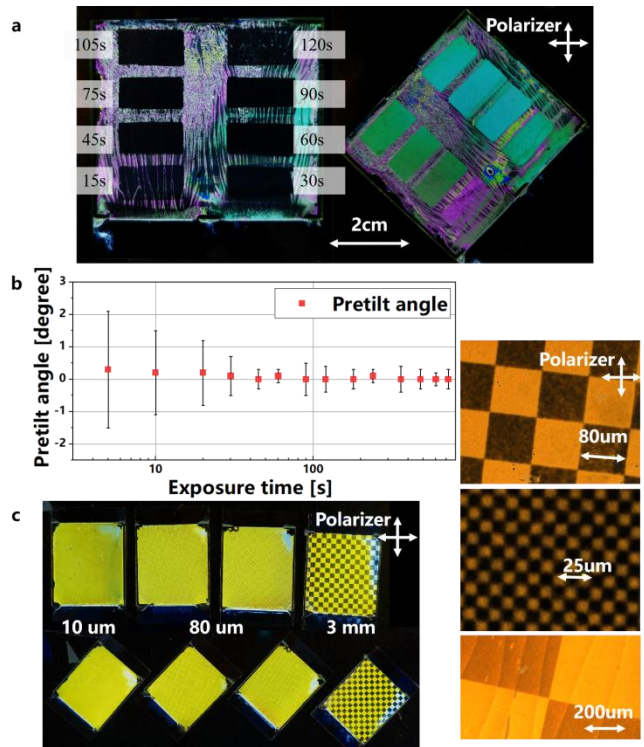 a
105s
120s
75s
90s
45s
60s
15s
30s
Polarizer
2cm
b
Pretilt angle [degree]
3
2
1
0
-1
-2
Pretilt angle
10
100
Exposure time [s]
Polarizer
80um
25um
200um
c
Polarizer
10 um
80 um
3 mm